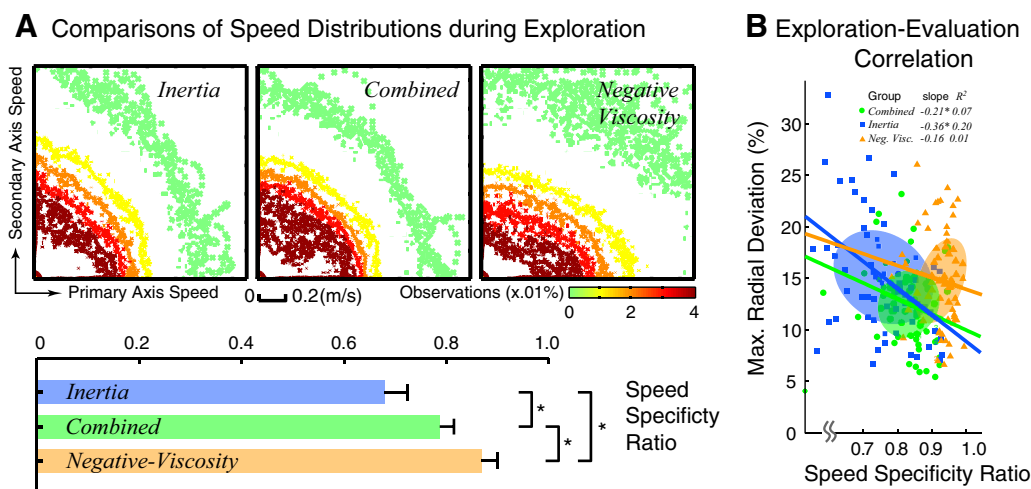 A Comparisons of Speed Distributions during Exploration
Inertia
Combined
Negative
Viscosity
Secondary Axis Speed
Primary Axis Speed
0 0.2(m/s)
Observations (x.01%)
0 2 4
0 0.2 0.4 0.6 0.8 1.0
Inertia
Combined
Negative-Viscosity
* * *
Speed
Specificty
Ratio
B Exploration-Evaluation
Correlation
Group slope R²
Combined -0.21* 0.07
Inertia -0.36* 0.20
Neg. Visc. -0.16 0.01
Max. Radial Deviation (%)
30
25
20
15
10
5
0
0.7 0.8 0.9 1.0
Speed Specificity Ratio